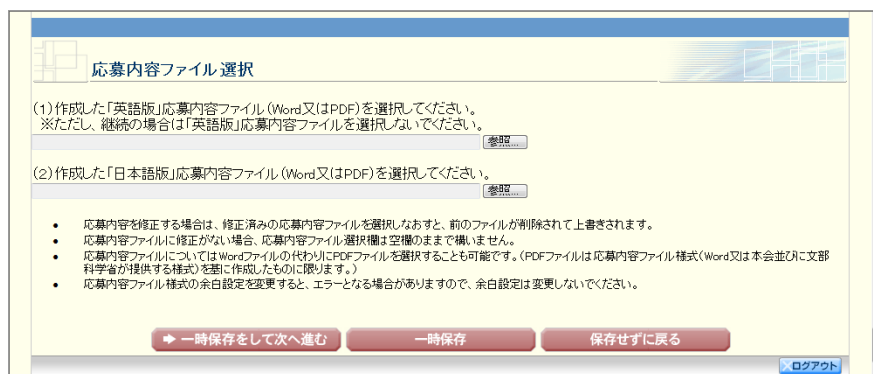 応募内容ファイル選択
(1)作成した「英語版」応募内容ファイル(Word又はPDF)を選択してください。
※ただし、継続の場合は「英語版」応募内容ファイルを選択しないでください。
参照...
(2)作成した「日本語版」応募内容ファイル(Word又はPDF)を選択してください。
参照...
• 応募内容を修正する場合は、修正済みの応募内容ファイルを選択しなおすと、前のファイルが削除されて上書きされます。
• 応募内容ファイルに修正がない場合、応募内容ファイル選択欄は空欄のままで構いません。
• 応募内容ファイルについてはWordファイルの代わりにPDFファイルを選択することも可能です。(PDFファイルは応募内容ファイル様式(Word又は本会並びに文部
科学省が提供する様式)を基に作成したものに限ります。)
• 応募内容ファイル様式の余白設定を変更すると、エラーとなる場合がありますので、余白設定は変更しないでください。
一時保存をして次へ進む 一時保存 保存せずに戻る
ログアウト